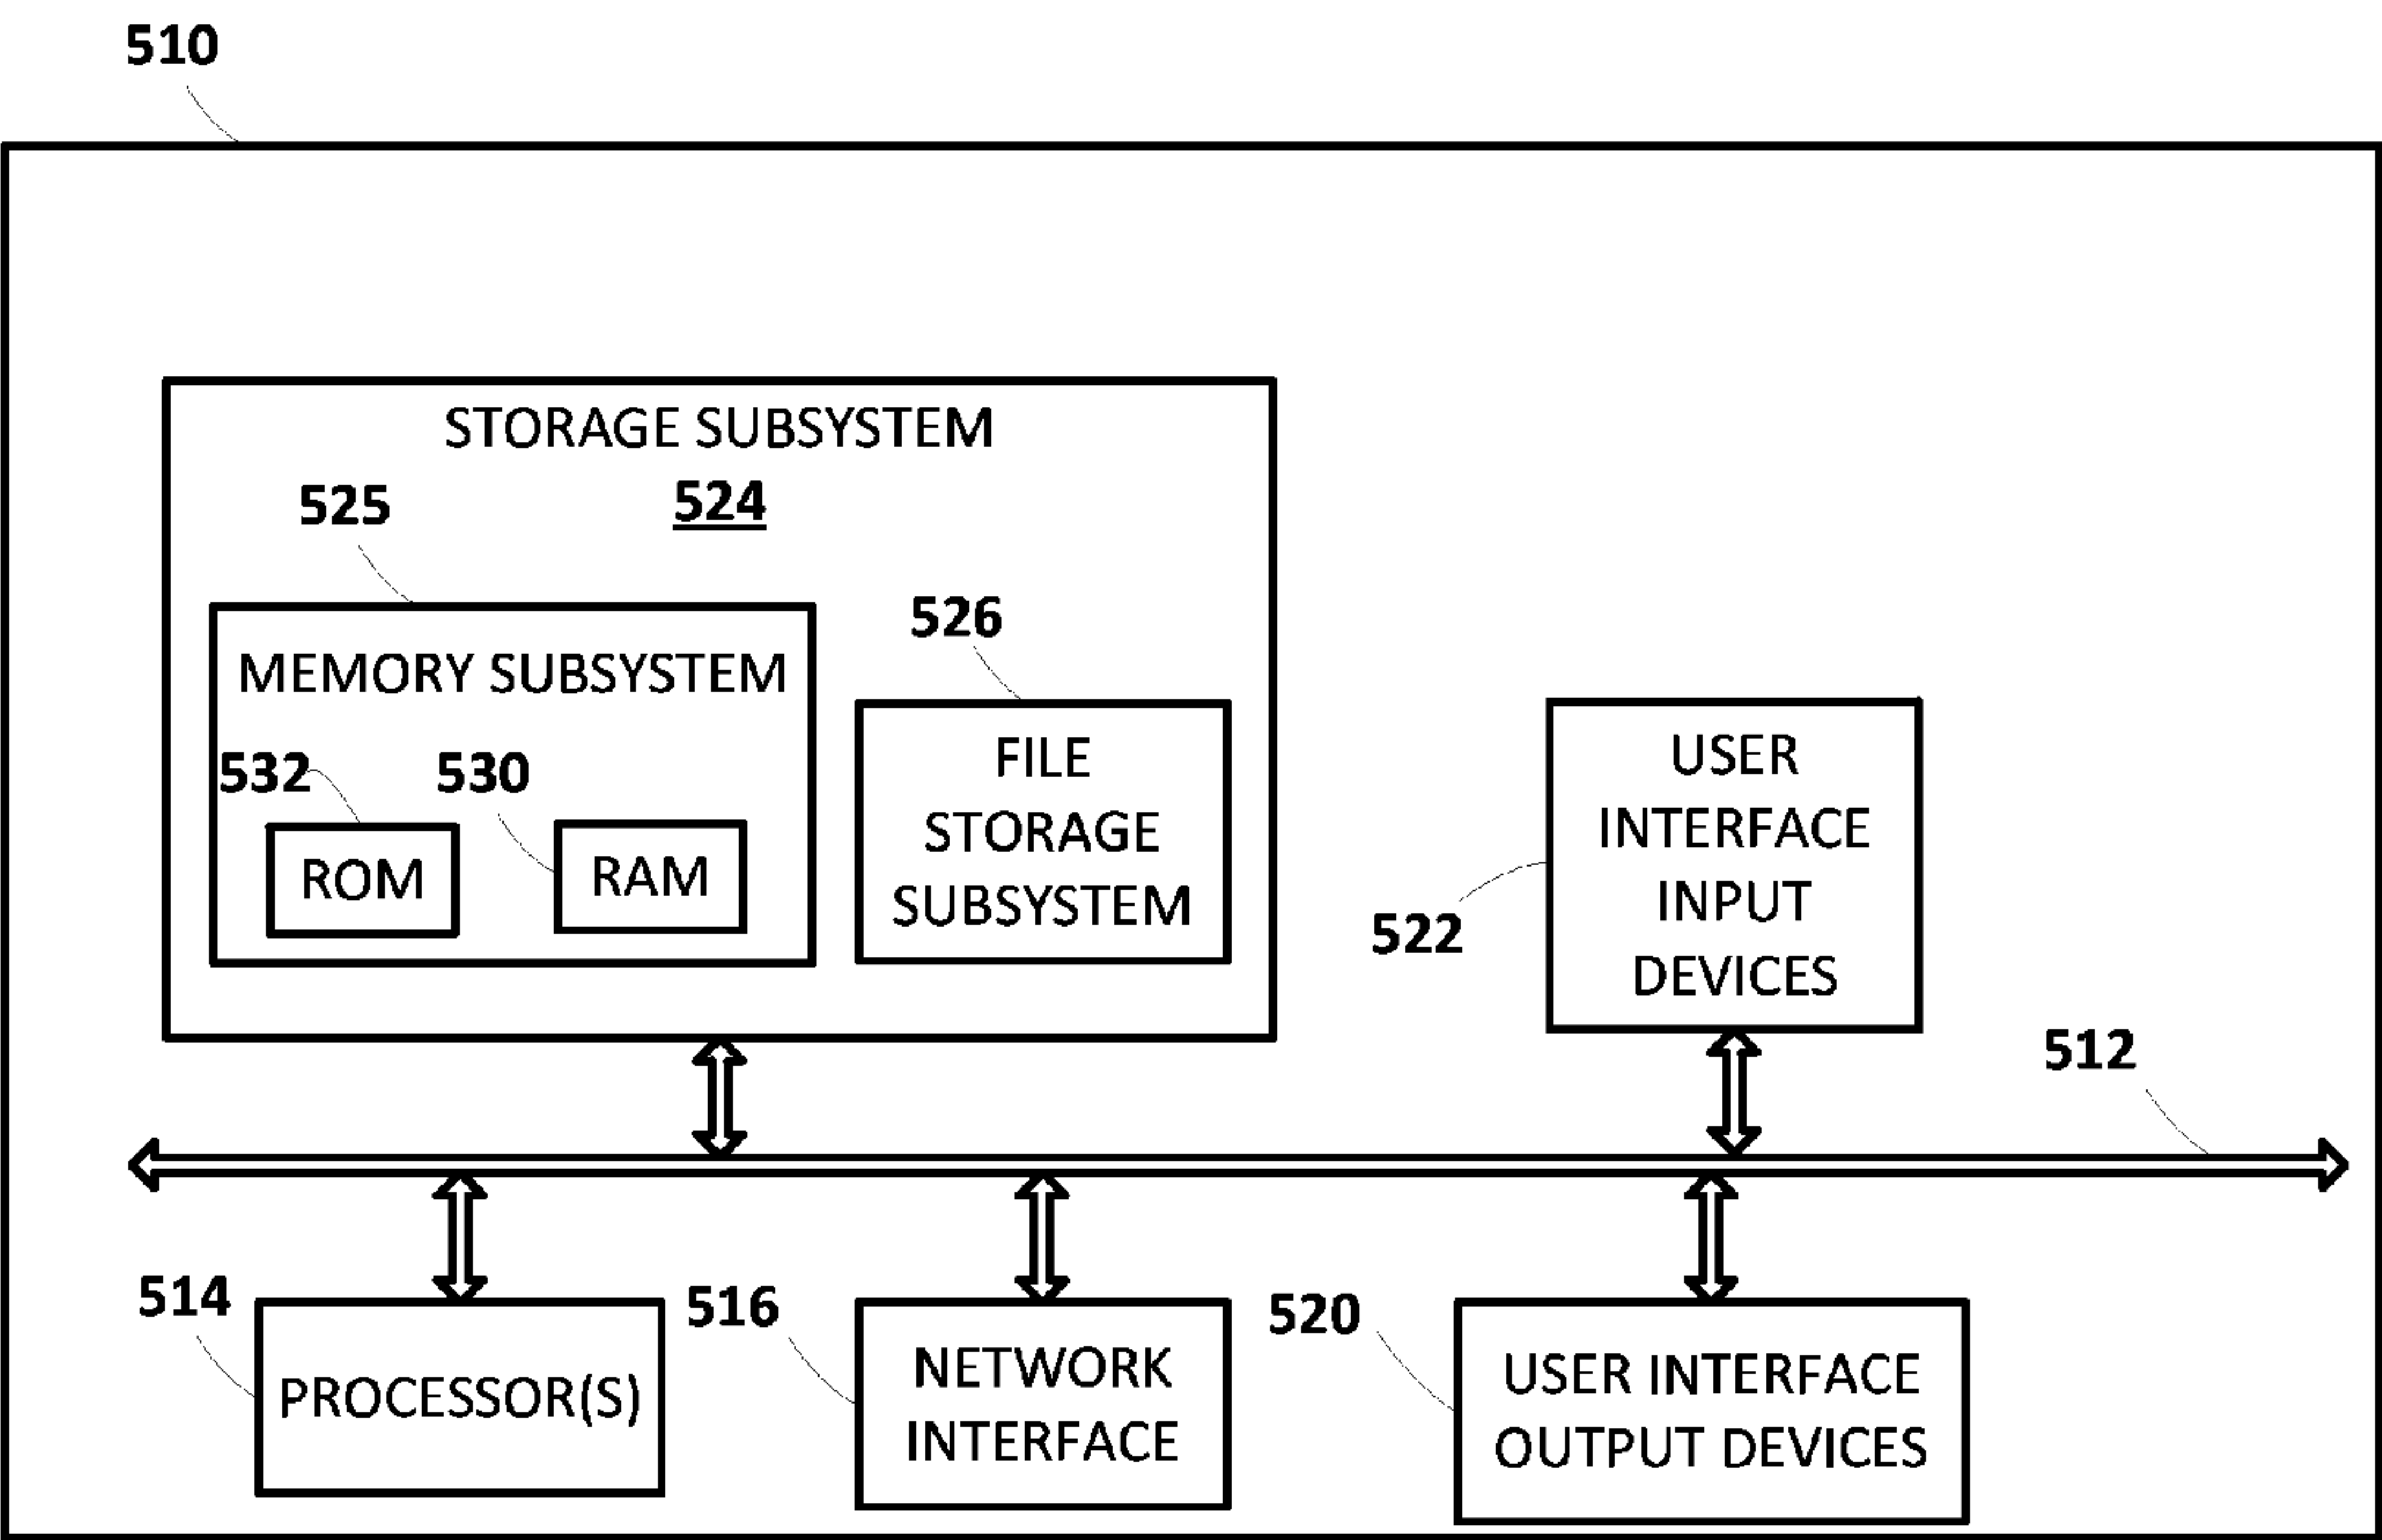 510
STORAGE SUBSYSTEM
524
525
MEMORY SUBSYSTEM
532
530
ROM
RAM
526
FILE
STORAGE
SUBSYSTEM
USER
INTERFACE
INPUT
DEVICES
522
512
514
PROCESSOR(S)
516
NETWORK
INTERFACE
520
USER INTERFACE
OUTPUT DEVICES